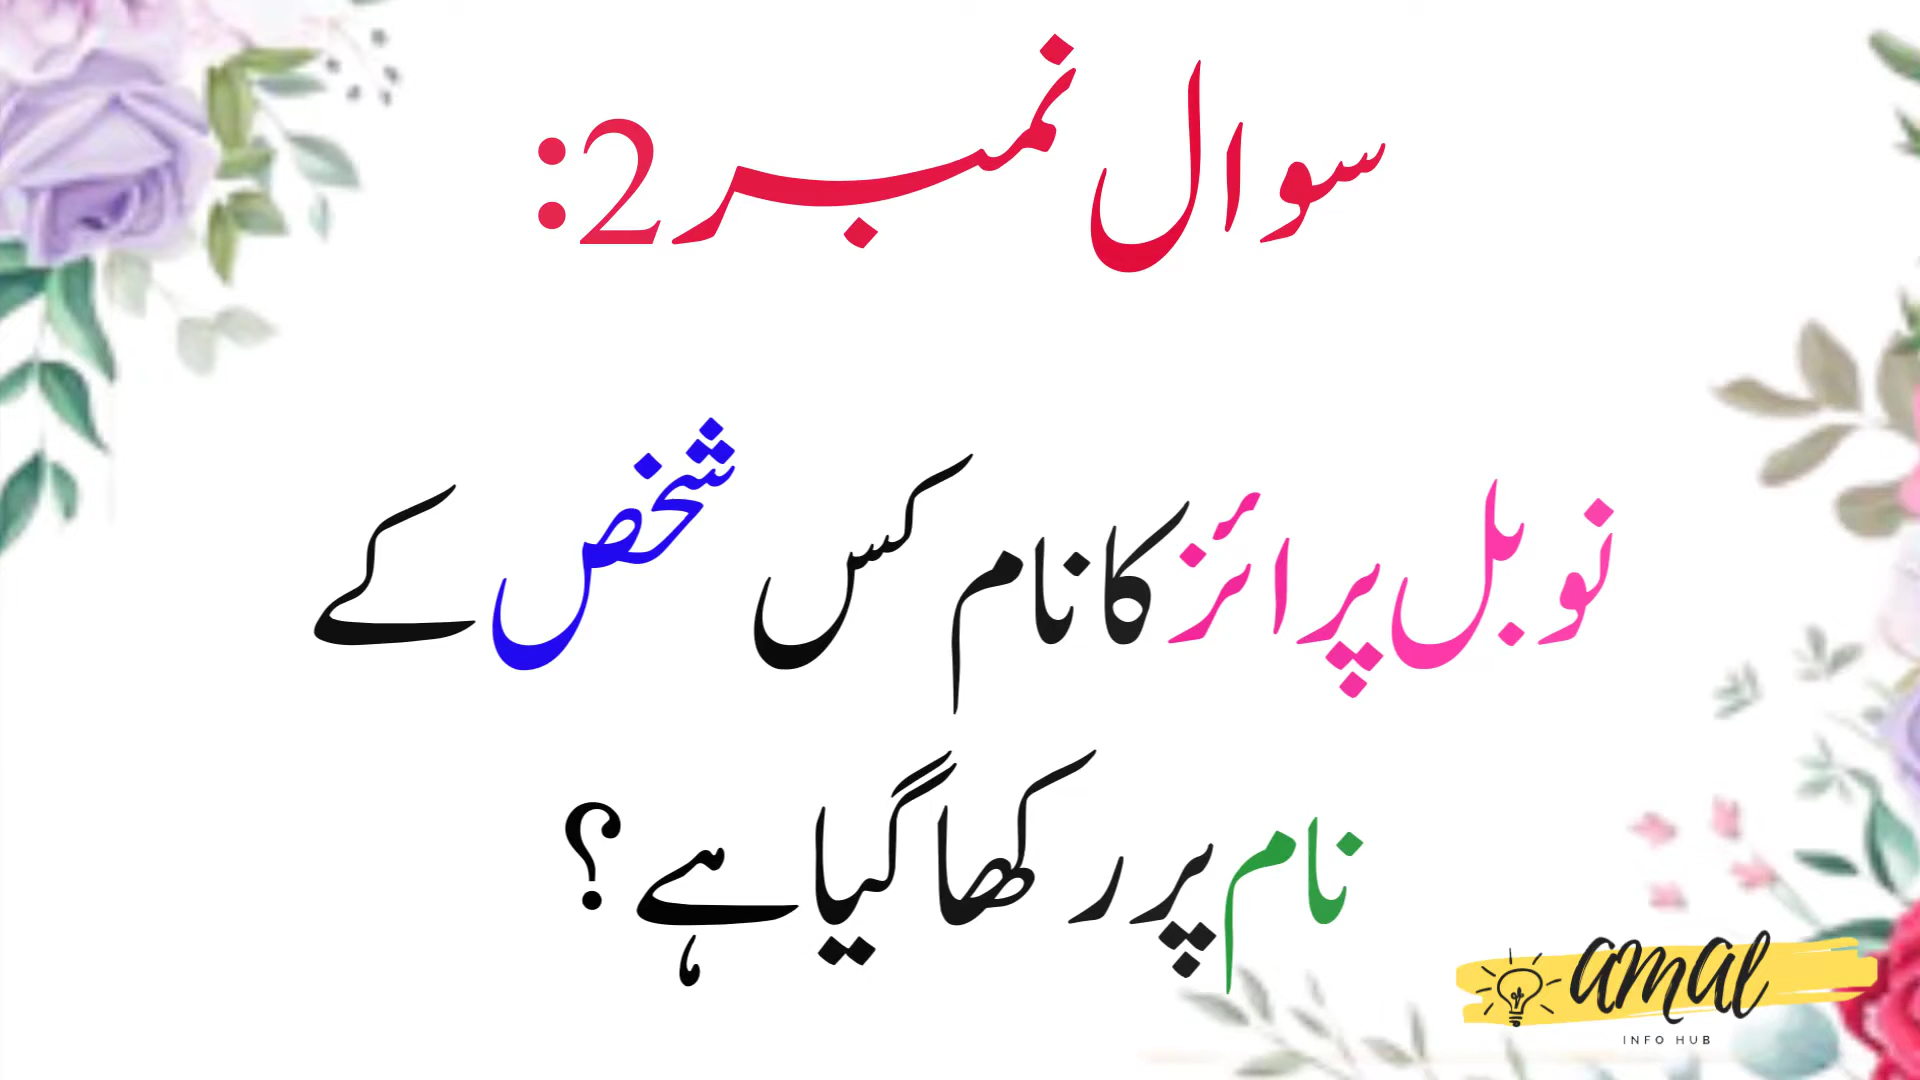 سوال نمبر 2:
نوبل پرائز کا نام کس شخص کے
نام پر رکھا گیا ہے؟
amal
INFO HUB